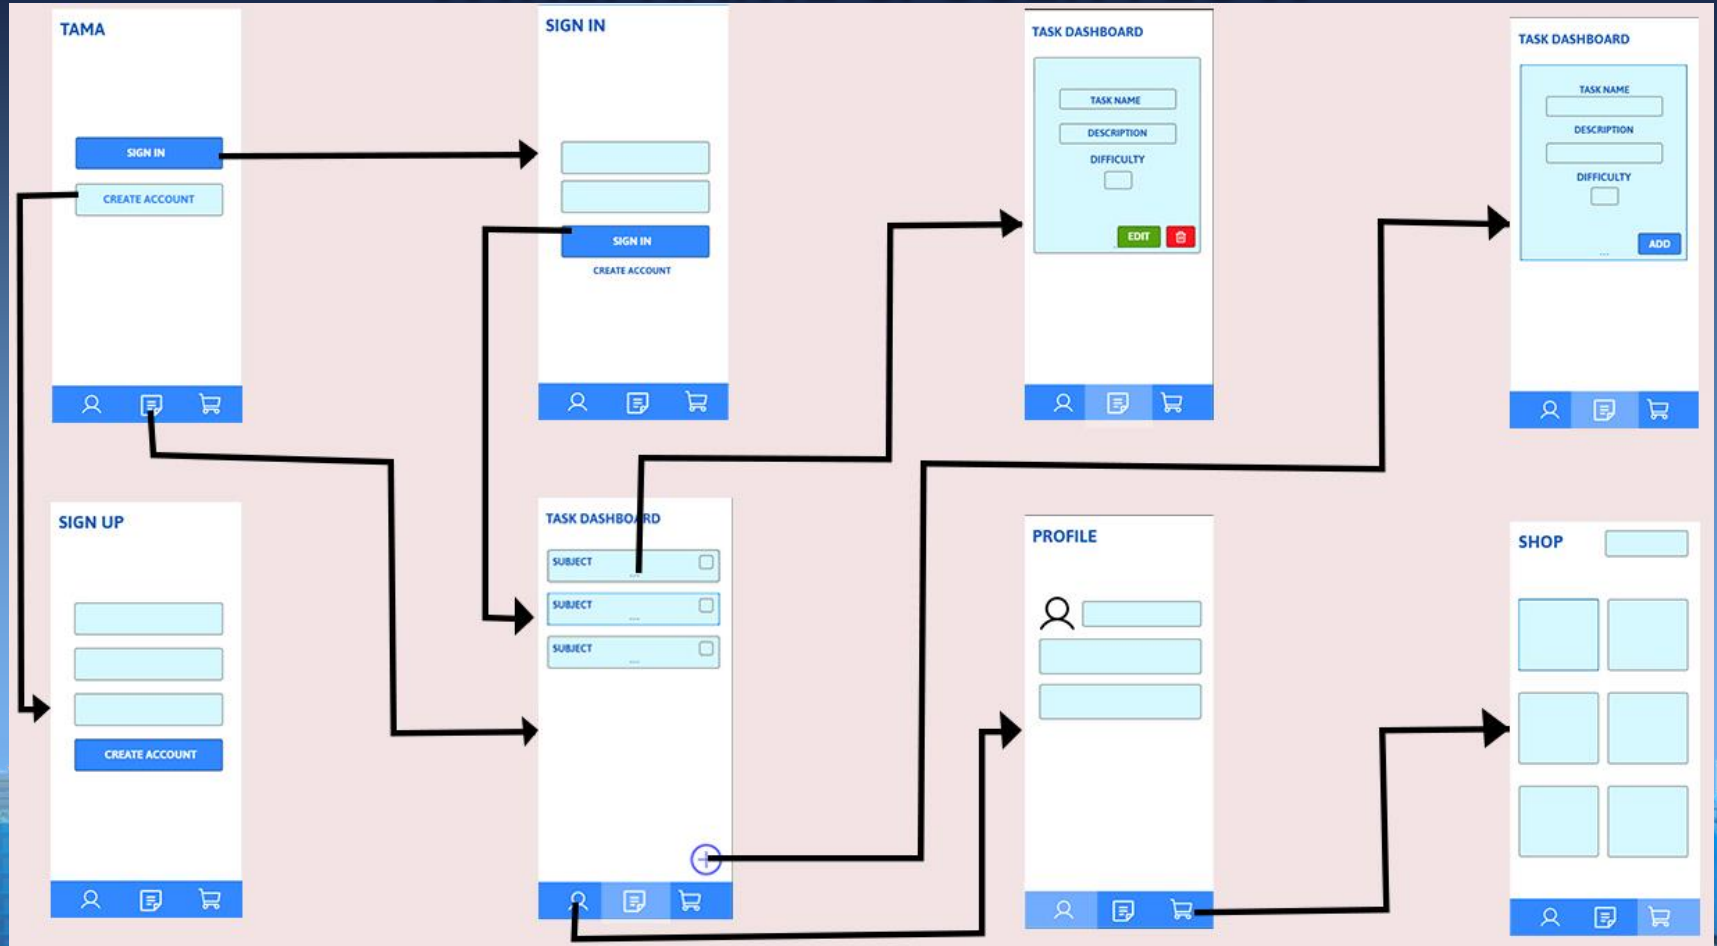 TAMA
SIGN IN
CREATE ACCOUNT
SIGN IN
SIGN IN
CREATE ACCOUNT
TASK DASHBOARD
TASK NAME
DESCRIPTION
DIFFICULTY
EDIT
TASK DASHBOARD
TASK NAME
DESCRIPTION
DIFFICULTY
ADD
...
SIGN UP
CREATE ACCOUNT
TASK DASHBOARD
SUBJECT
...
SUBJECT
...
SUBJECT
...
PROFILE
SHOP